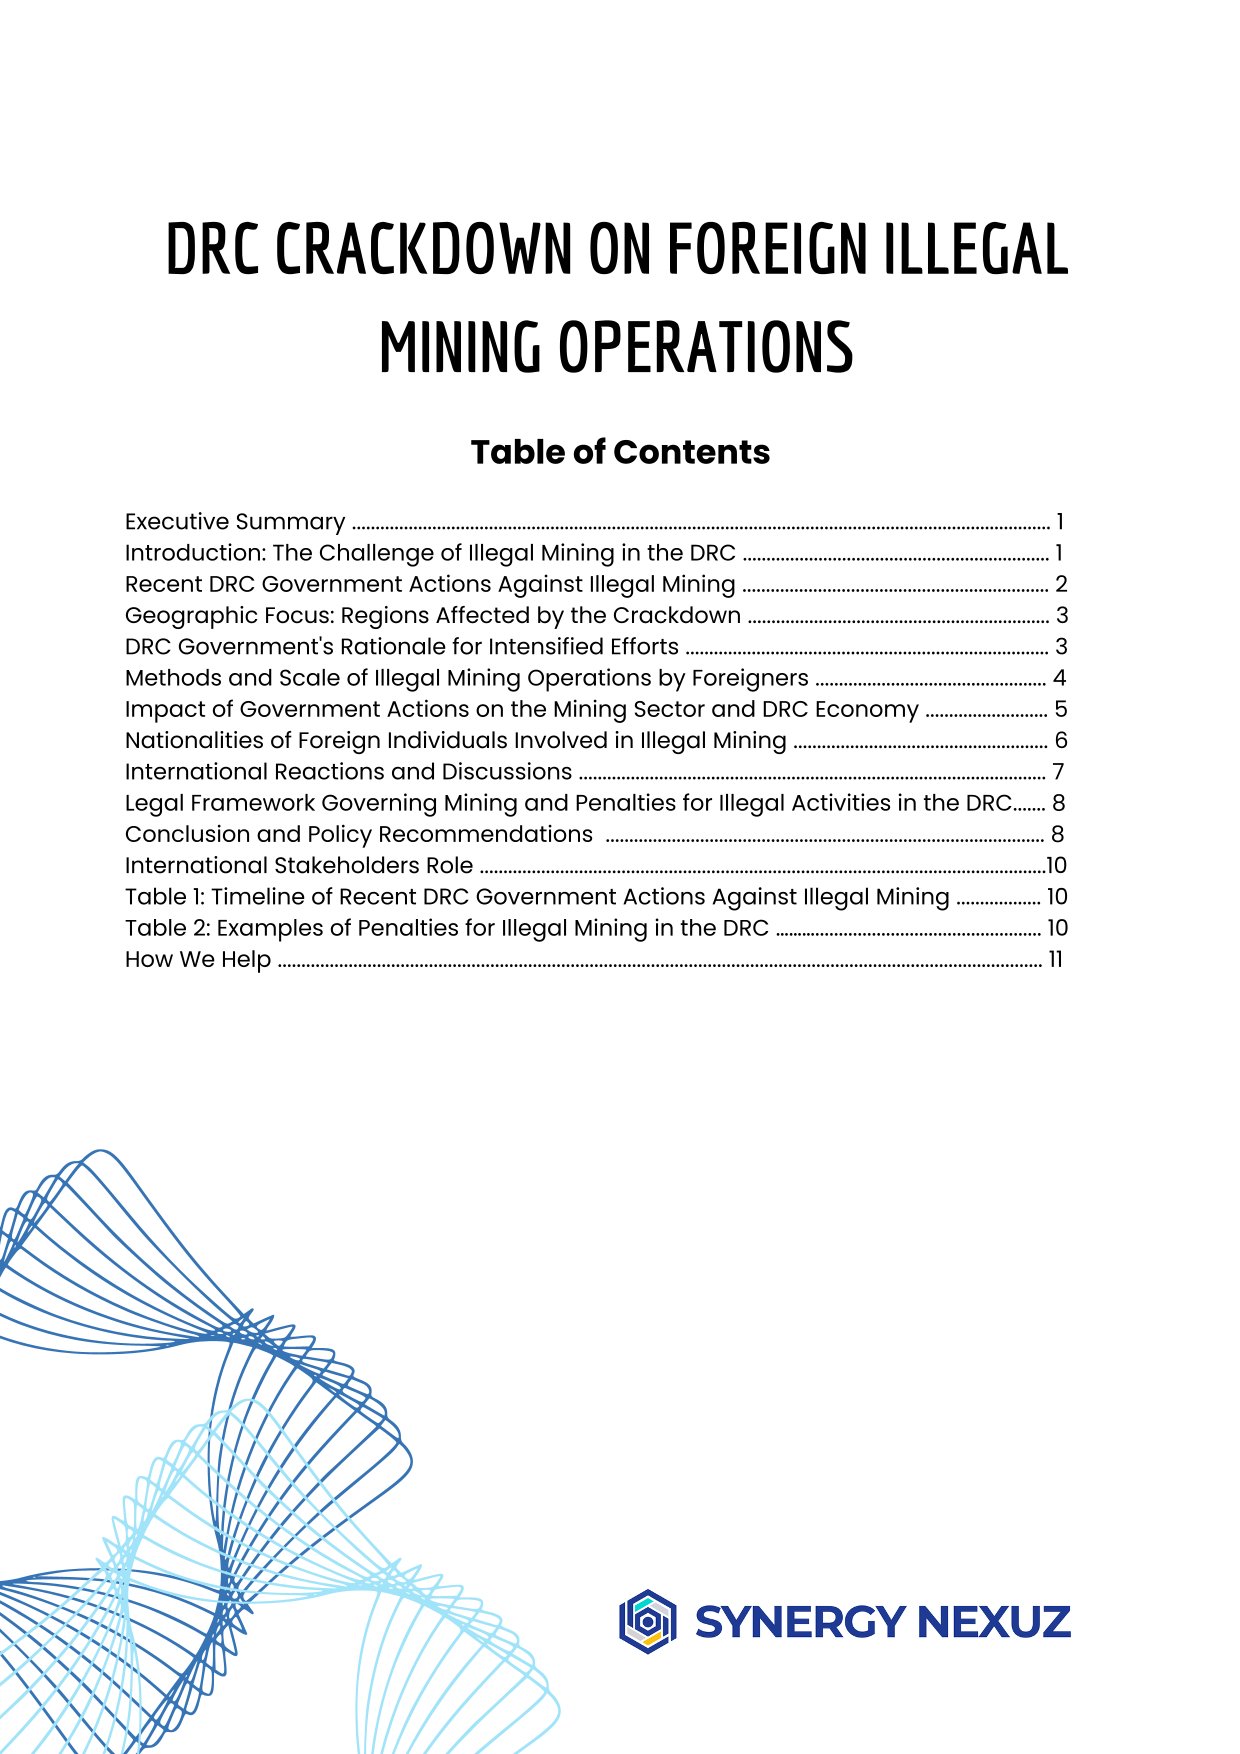 DRC CRACKDOWN ON FOREIGN ILLEGAL
MINING OPERATIONS
Table of Contents
Executive Summary .................................................................................................................................................... 1
Introduction: The Challenge of Illegal Mining in the DRC ................................................................. 1
Recent DRC Government Actions Against Illegal Mining ................................................................. 2
Geographic Focus: Regions Affected by the Crackdown ................................................................ 3
DRC Government's Rationale for Intensified Efforts ............................................................................. 3
Methods and Scale of Illegal Mining Operations by Foreigners ................................................. 4
Impact of Government Actions on the Mining Sector and DRC Economy .......................... 5
Nationalities of Foreign Individuals Involved in Illegal Mining ...................................................... 6
International Reactions and Discussions ................................................................................................... 7
Legal Framework Governing Mining and Penalties for Illegal Activities in the DRC....... 8
Conclusion and Policy Recommendations ............................................................................................. 8
International Stakeholders Role ........................................................................................................................10
Table 1: Timeline of Recent DRC Government Actions Against Illegal Mining .................. 10
Table 2: Examples of Penalties for Illegal Mining in the DRC ........................................................ 10
How We Help .................................................................................................................................................................. 11
SYNERGY NEXUZ